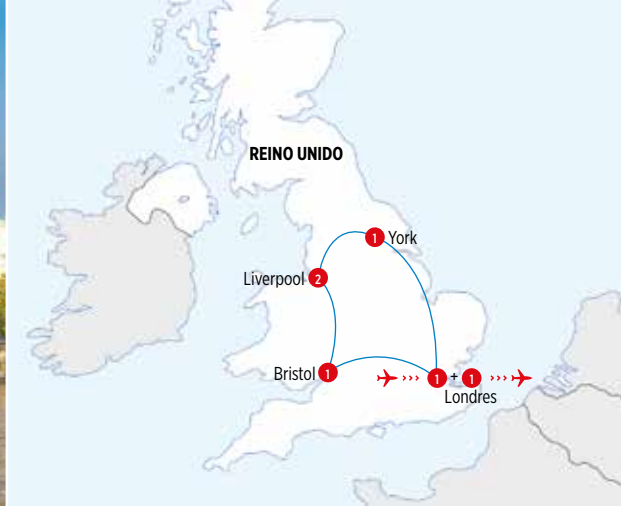 REINO UNIDO
1 York
Liverpool 2
Bristol 1
1 + 1
Londres